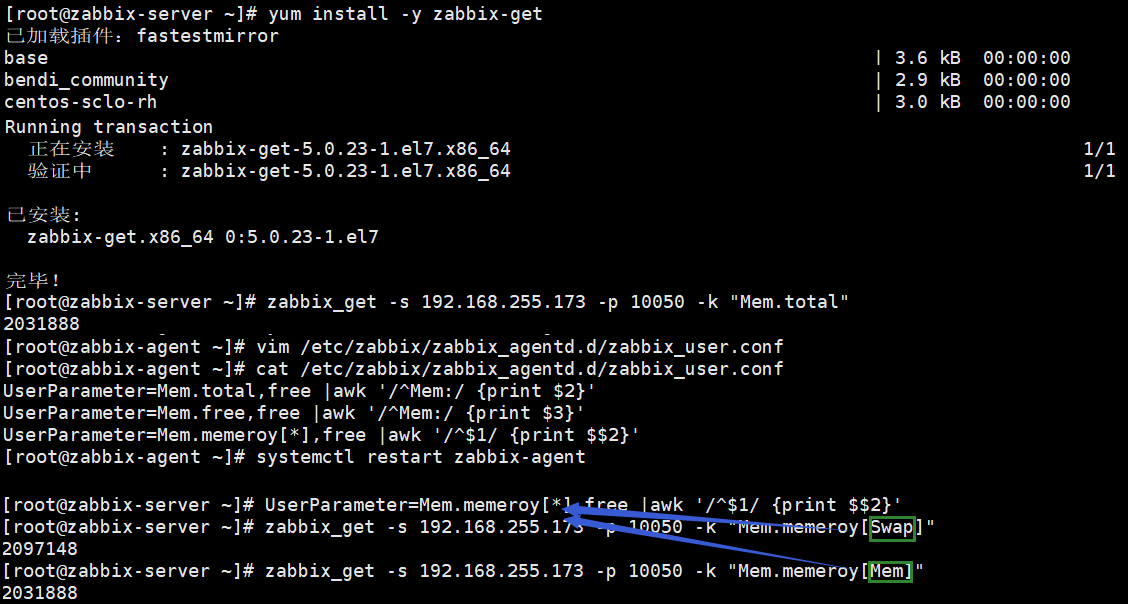 [root@zabbix-server ~]# yum install -y zabbix-get
已加载插件：fastestmirror
base | 3.6 kB 00:00:00
bendi_community | 2.9 kB 00:00:00
centos-sclo-rh | 3.0 kB 00:00:00
Running transaction
正在安装 : zabbix-get-5.0.23-1.el7.x86_64 1/1
验证中 : zabbix-get-5.0.23-1.el7.x86_64 1/1
已安装:
zabbix-get.x86_64 0:5.0.23-1.el7
完毕！
[root@zabbix-server ~]# zabbix_get -s 192.168.255.173 -p 10050 -k "Mem.total"
2031888
[root@zabbix-agent ~]# vim /etc/zabbix/zabbix_agentd.d/zabbix_user.conf
[root@zabbix-agent ~]# cat /etc/zabbix/zabbix_agentd.d/zabbix_user.conf
UserParameter=Mem.total,free |awk '/^Mem:/ {print $2}'
UserParameter=Mem.free,free |awk '/^Mem:/ {print $3}'
UserParameter=Mem.memeroy[*],free |awk '/^$1/ {print $$2}'
[root@zabbix-agent ~]# systemctl restart zabbix-agent
[root@zabbix-server ~]# UserParameter=Mem.memeroy[*],free |awk '/^$1/ {print $$2}'
[root@zabbix-server ~]# zabbix_get -s 192.168.255.173 -p 10050 -k "Mem.memeroy[Swap]"
2097148
[root@zabbix-server ~]# zabbix_get -s 192.168.255.173 -p 10050 -k "Mem.memeroy[Mem]"
2031888